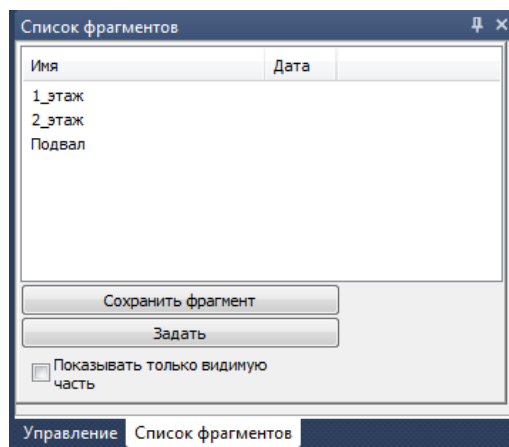 Список фрагментов
Имя Дата
1_этаж
2_этаж
Подвал
Сохранить фрагмент
Задать
Показывать только видимую
часть
Управление Список фрагментов